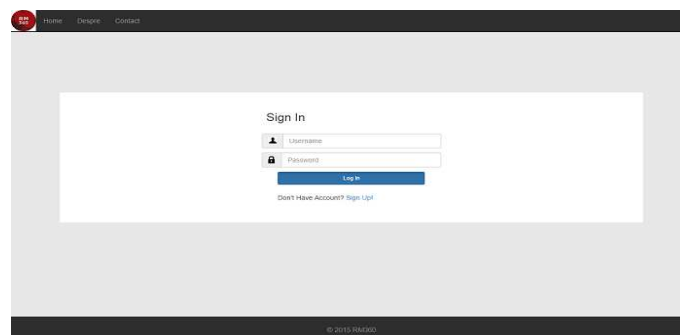 Home Despre Contact
Sign In
Username
Password
Log In
Don't Have Account? Sign Up!
© 2015 RM360